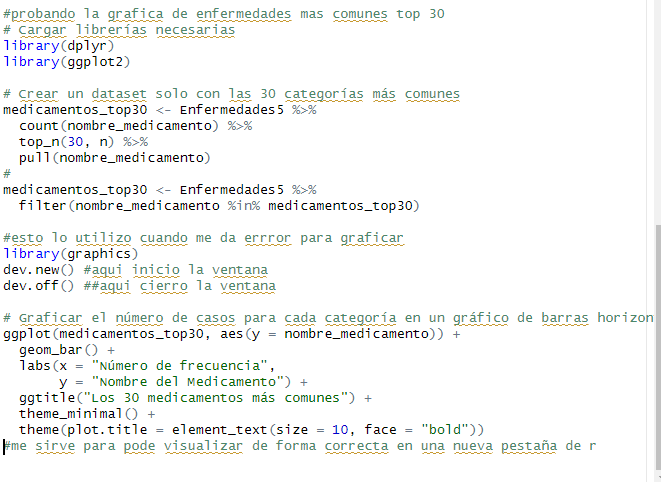 #probando la grafica de enfermedades mas comunes top 30
# Cargar librerías necesarias
library(dplyr)
library(ggplot2)
# Crear un dataset solo con las 30 categorías más comunes
medicamentos_top30 <- Enfermedades5 %>%
  count(nombre_medicamento) %>%
  top_n(30, n) %>%
  pull(nombre_medicamento)
#
medicamentos_top30 <- Enfermedades5 %>%
  filter(nombre_medicamento %in% medicamentos_top30)
#esto lo utilizo cuando me da errror para graficar
library(graphics)
dev.new() #aqui inicio la ventana
dev.off() ##aqui cierro la ventana
# Graficar el número de casos para cada categoría en un gráfico de barras horizon
ggplot(medicamentos_top30, aes(y = nombre_medicamento)) +
  geom_bar() +
  labs(x = "Número de frecuencia",
       y = "Nombre del Medicamento") +
  ggtitle("Los 30 medicamentos más comunes") +
  theme_minimal() +
  theme(plot.title = element_text(size = 10, face = "bold"))
#me sirve para pode visualizar de forma correcta en una nueva pestaña de r